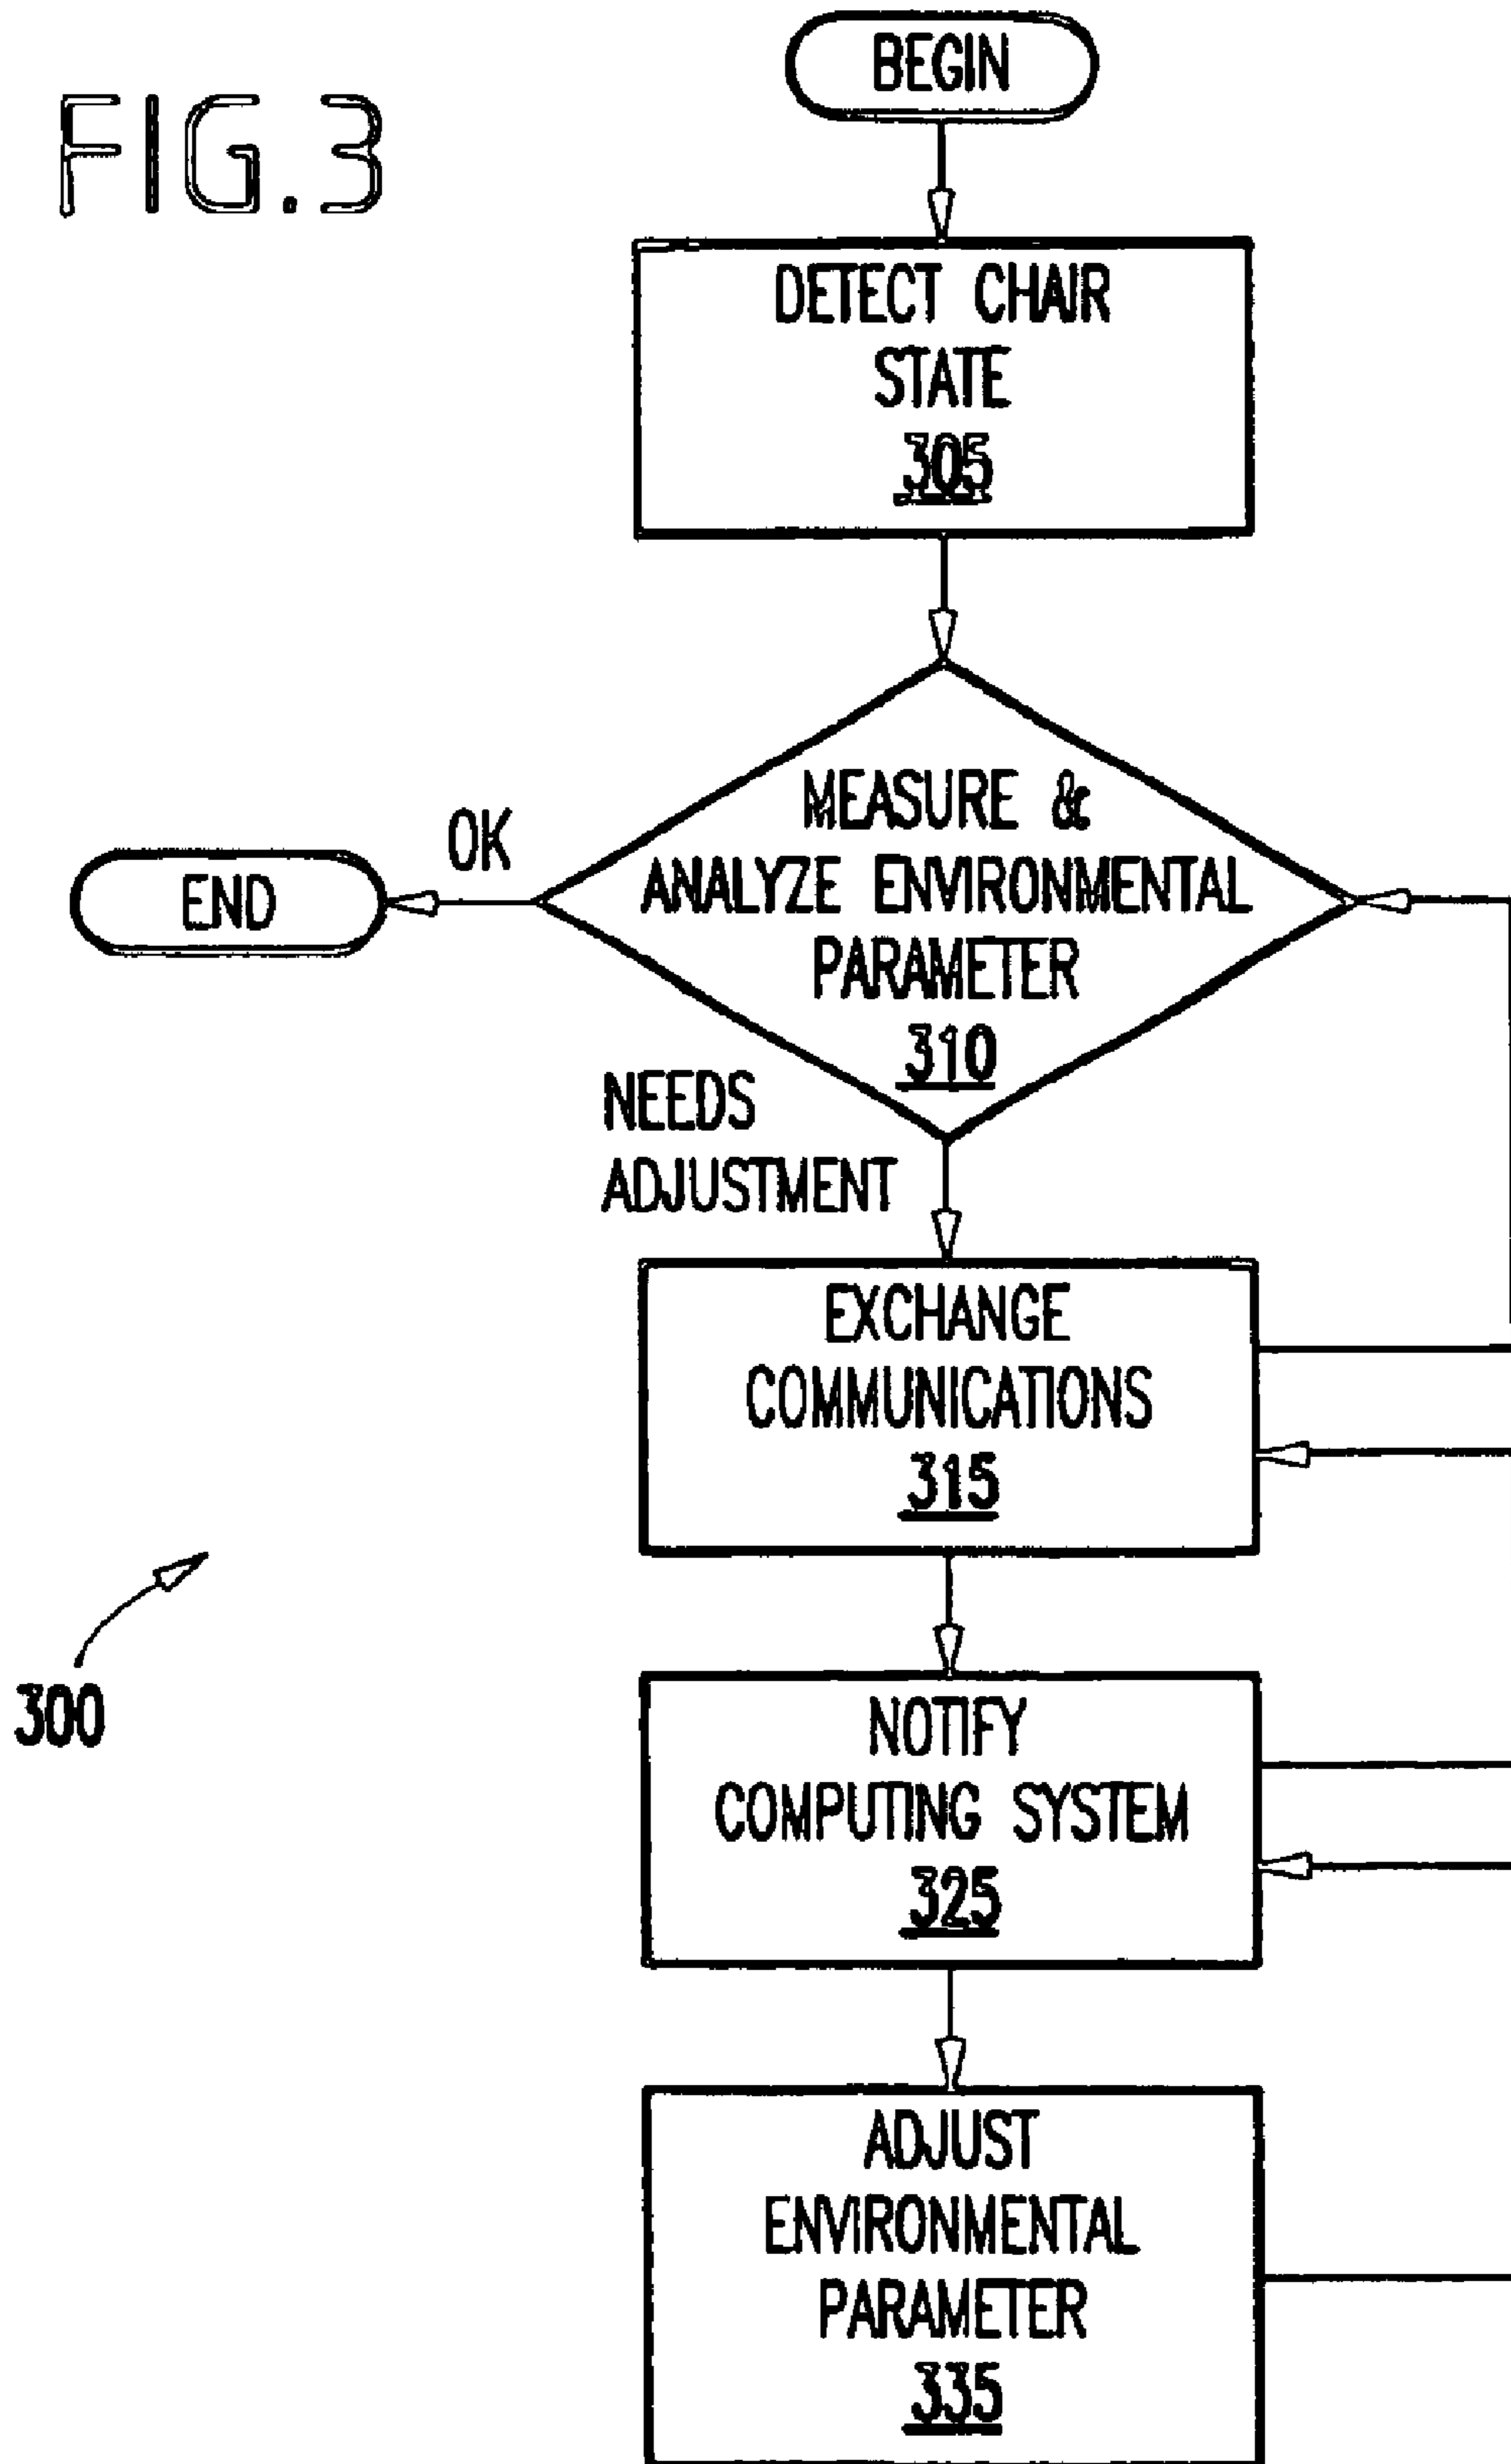 FIG.3
BEGIN
DETECT CHAIR
STATE
305
MEASURE &
ANALYZE ENVIRONMENTAL
PARAMETER
310
OK
END
NEEDS
ADJUSTMENT
EXCHANGE
COMMUNICATIONS
315
300
NOTIFY
COMPUTING SYSTEM
325
ADJUST
ENVIRONMENTAL
PARAMETER
335